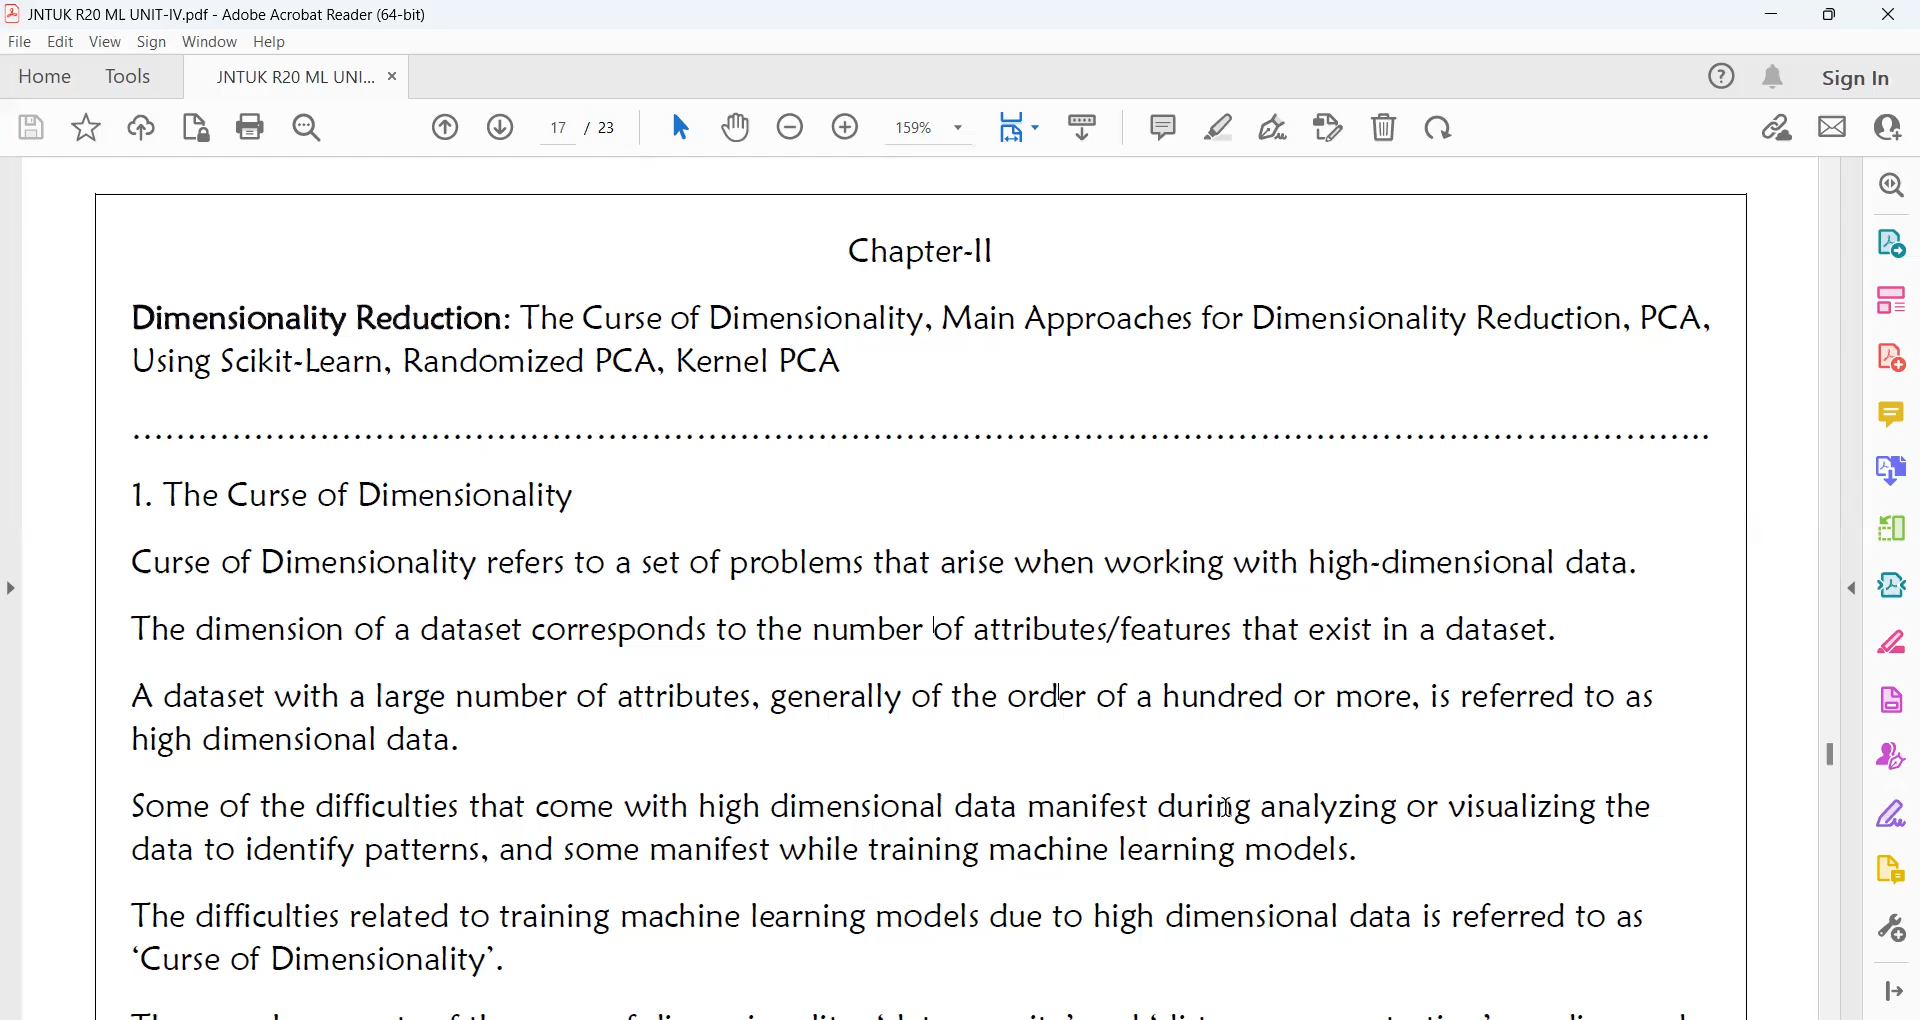 JNTUK R20 ML UNIT-IV.pdf - Adobe Acrobat Reader (64-bit)
File Edit View Sign Window Help
Home Tools JNTUK R20 ML UNI... × Sign In
17 / 23 159%
Chapter-II
Dimensionality Reduction: The Curse of Dimensionality, Main Approaches for Dimensionality Reduction, PCA,
Using Scikit-Learn, Randomized PCA, Kernel PCA
1. The Curse of Dimensionality
Curse of Dimensionality refers to a set of problems that arise when working with high-dimensional data.
The dimension of a dataset corresponds to the number of attributes/features that exist in a dataset.
A dataset with a large number of attributes, generally of the order of a hundred or more, is referred to as
high dimensional data.
Some of the difficulties that come with high dimensional data manifest during analyzing or visualizing the
data to identify patterns, and some manifest while training machine learning models.
The difficulties related to training machine learning models due to high dimensional data is referred to as
‘Curse of Dimensionality’.